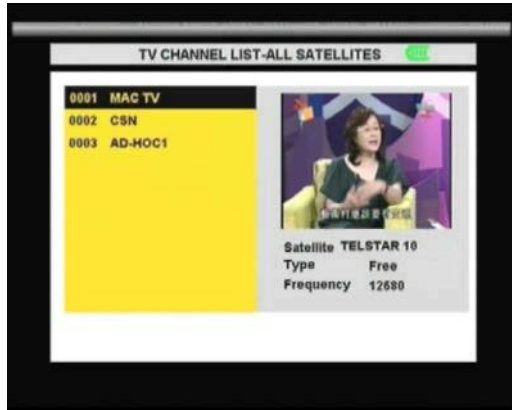 TV CHANNEL LIST-ALL SATELLITES
0001 MAC TV
0002 CSN
0003 AD-HOC1
Satellite TELSTAR 10
Type Free
Frequency 12680